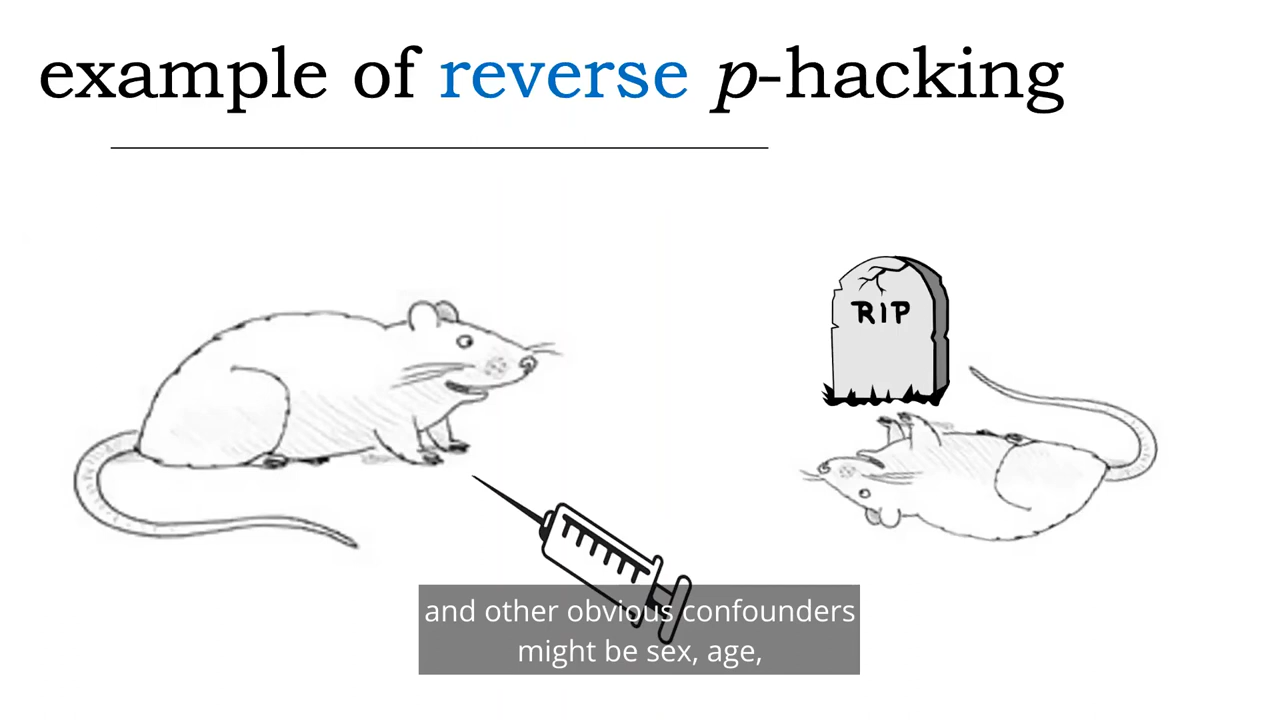 example of reverse p-hacking
RIP
and other obvious confounders
might be sex, age,